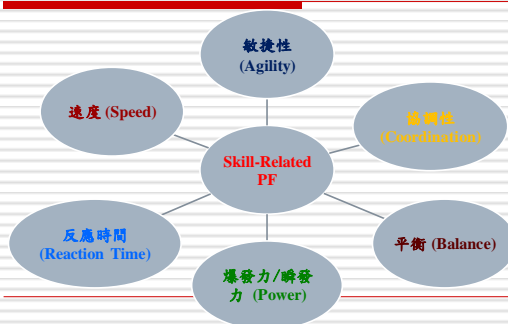 敏捷性
(Agility)
速度 (Speed)
協調性
(Coordination)
Skill-Related
PF
反應時間
(Reaction Time)
平衡 (Balance)
爆發力/瞬發
力 (Power)